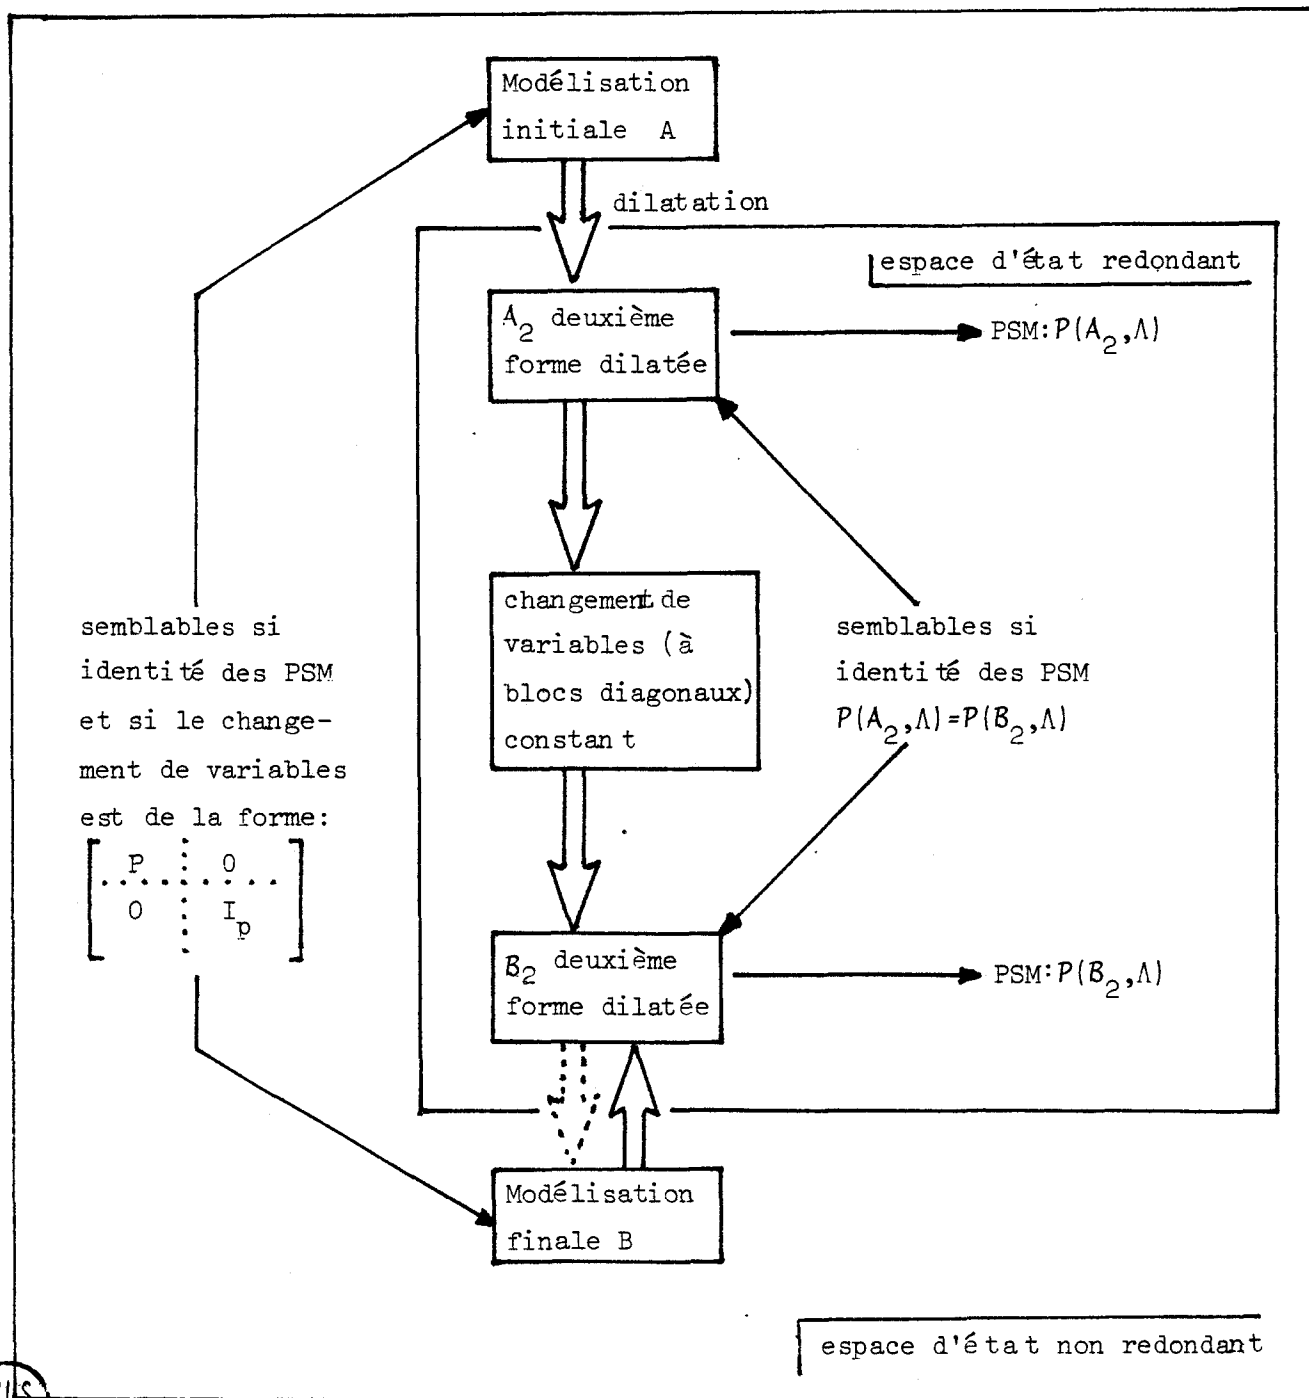 Modélisation
initiale A
dilatation
espace d'état redondant
A2 deuxième
forme dilatée
PSM:P(A2,Λ)
changement de
variables (à
blocs diagonaux)
constant
semblables si
identité des PSM
et si le change-
ment de variables
est de la forme:
P 0
0 Ip
semblables si
identité des PSM
P(A2,Λ)=P(B2,Λ)
B2 deuxième
forme dilatée
PSM:P(B2,Λ)
Modélisation
finale B
espace d'état non redondant